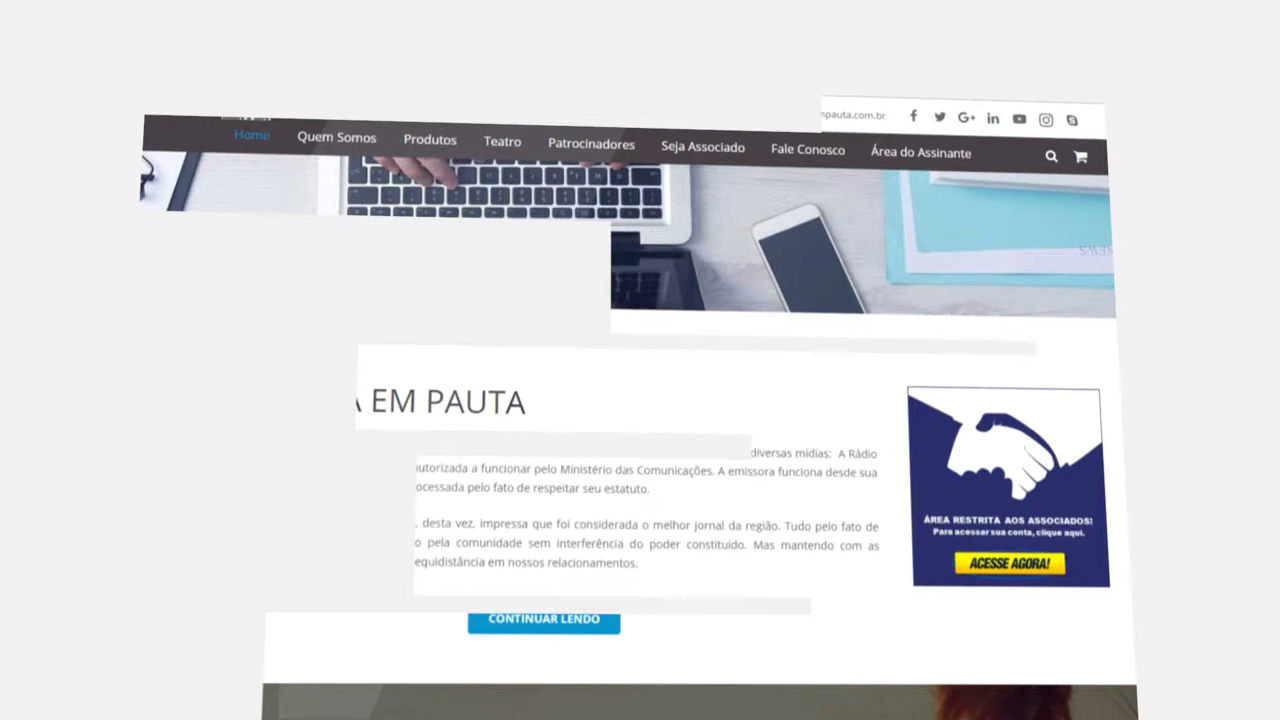 npauta.com.br
Home Quem Somos Produtos Teatro Patrocinadores Seja Associado Fale Conosco Área do Assinante
NEWS
EM PAUTA
diversas mídias: A Rádio
utorizada a funcionar pelo Ministério das Comunicações. A emissora funciona desde sua
ocessada pelo fato de respeitar seu estatuto.
, desta vez, impressa que foi considerada o melhor jornal da região. Tudo pelo fato de
o pela comunidade sem interferência do poder constituído. Mas mantendo com as
equidistância em nossos relacionamentos.
ÁREA RESTRITA AOS ASSOCIADOS!
Para acessar sua conta, clique aqui.
ACESSE AGORA!
CONTINUAR LENDO